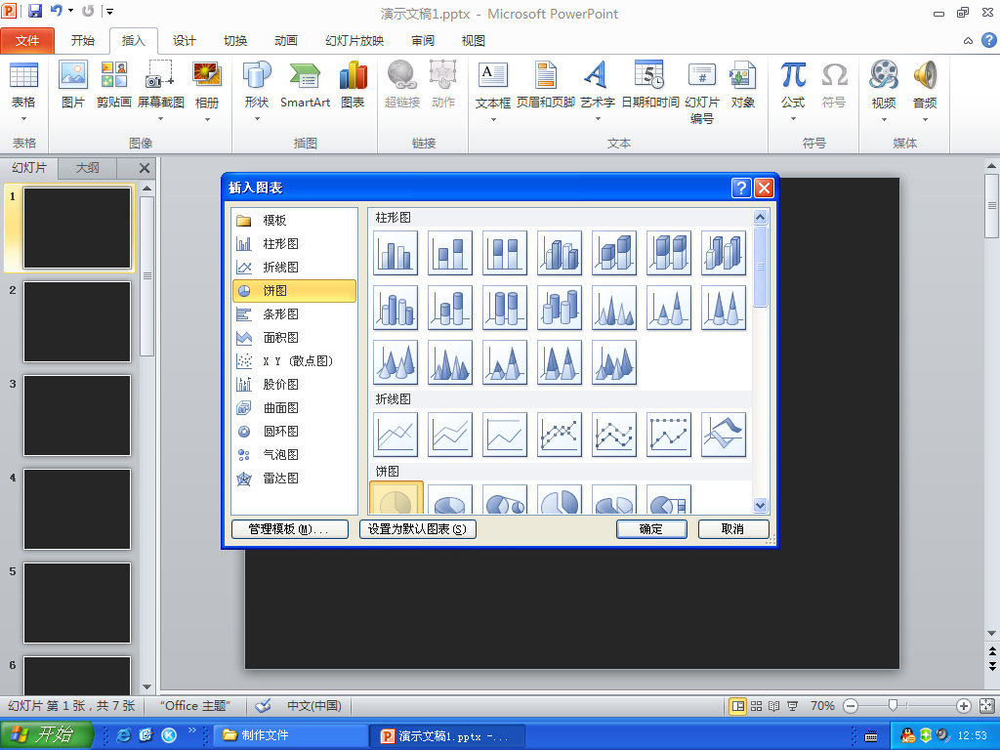 演示文稿1.pptx - Microsoft PowerPoint
文件 开始 插入 设计 切换 动画 幻灯片放映 审阅 视图
表格 图片 剪贴画 屏幕截图 相册 形状 SmartArt 图表 超链接 动作 文本框 页眉和页脚 艺术字 日期和时间 幻灯片编号 对象 公式 符号 视频 音频
表格 图像 插图 链接 文本 符号 媒体
幻灯片 大纲
1
2
3
4
5
6
插入图表
模板
柱形图
折线图
饼图
条形图
面积图
X Y (散点图)
股价图
曲面图
圆环图
气泡图
雷达图
柱形图
折线图
饼图
管理模板(M)... 设置为默认图表(S) 确定 取消
幻灯片 第 1 张，共 7 张 "Office 主题" 中文(中国) 70%
开始 制作文件 演示文稿1.pptx -... 12:53